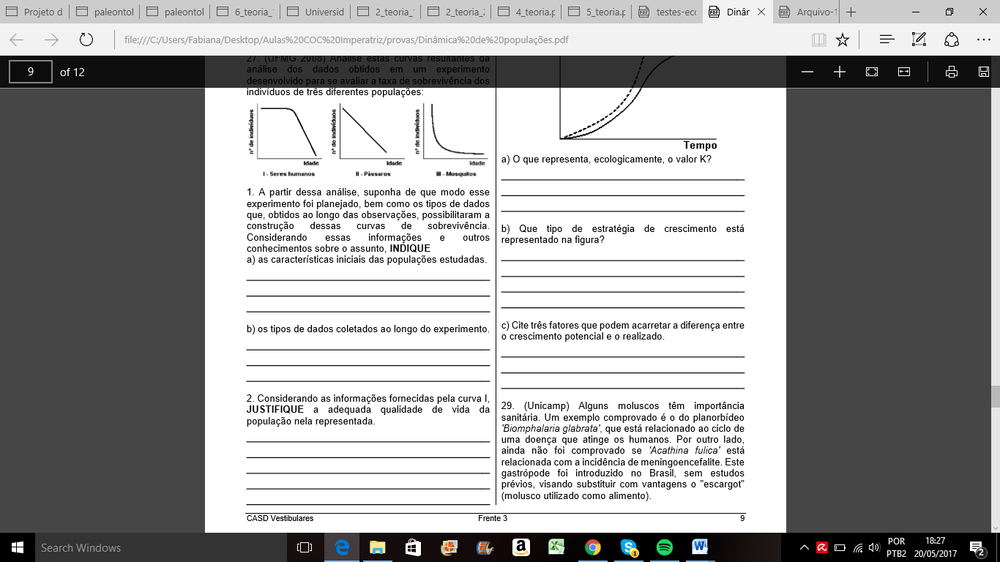 Projeto d
paleontol
paleontol
6_teoria_
Universid
2_teoria_
2_teoria_2
4_teoria.p
5_teoria.p
testes-eco
Dinâr
Arquivo-1
file:///C:/Users/Fabiana/Desktop/Aulas%20COC%20Imperatriz/provas/Dinâmica%20de%20populações.pdf
9 of 12
27. (UFMG 2008) Analise estas curvas resultantes da
análise dos dados obtidos em um experimento
desenvolvido para se avaliar a taxa de sobrevivência dos
indivíduos de três diferentes populações:
nº de indivíduos
Idade
I - Seres humanos
nº de indivíduos
Idade
II - Pássaros
nº de indivíduos
Idade
III - Mosquitos
1. A partir dessa análise, suponha de que modo esse
experimento foi planejado, bem como os tipos de dados
que, obtidos ao longo das observações, possibilitaram a
construção dessas curvas de sobrevivência.
Considerando essas informações e outros
conhecimentos sobre o assunto, INDIQUE
a) as características iniciais das populações estudadas.
b) os tipos de dados coletados ao longo do experimento.
2. Considerando as informações fornecidas pela curva I,
JUSTIFIQUE a adequada qualidade de vida da
população nela representada.
Tempo
a) O que representa, ecologicamente, o valor K?
b) Que tipo de estratégia de crescimento está
representado na figura?
c) Cite três fatores que podem acarretar a diferença entre
o crescimento potencial e o realizado.
29. (Unicamp) Alguns moluscos têm importância
sanitária. Um exemplo comprovado é o do planorbídeo
'Biomphalaria glabrata', que está relacionado ao ciclo de
uma doença que atinge os humanos. Por outro lado,
ainda não foi comprovado se 'Acathina fulica' está
relacionada com a incidência de meningoencefalite. Este
gastrópode foi introduzido no Brasil, sem estudos
prévios, visando substituir com vantagens o "escargot"
(molusco utilizado como alimento).
CASD Vestibulares Frente 3 9
Search Windows
POR
PTB2
18:27
20/05/2017
2